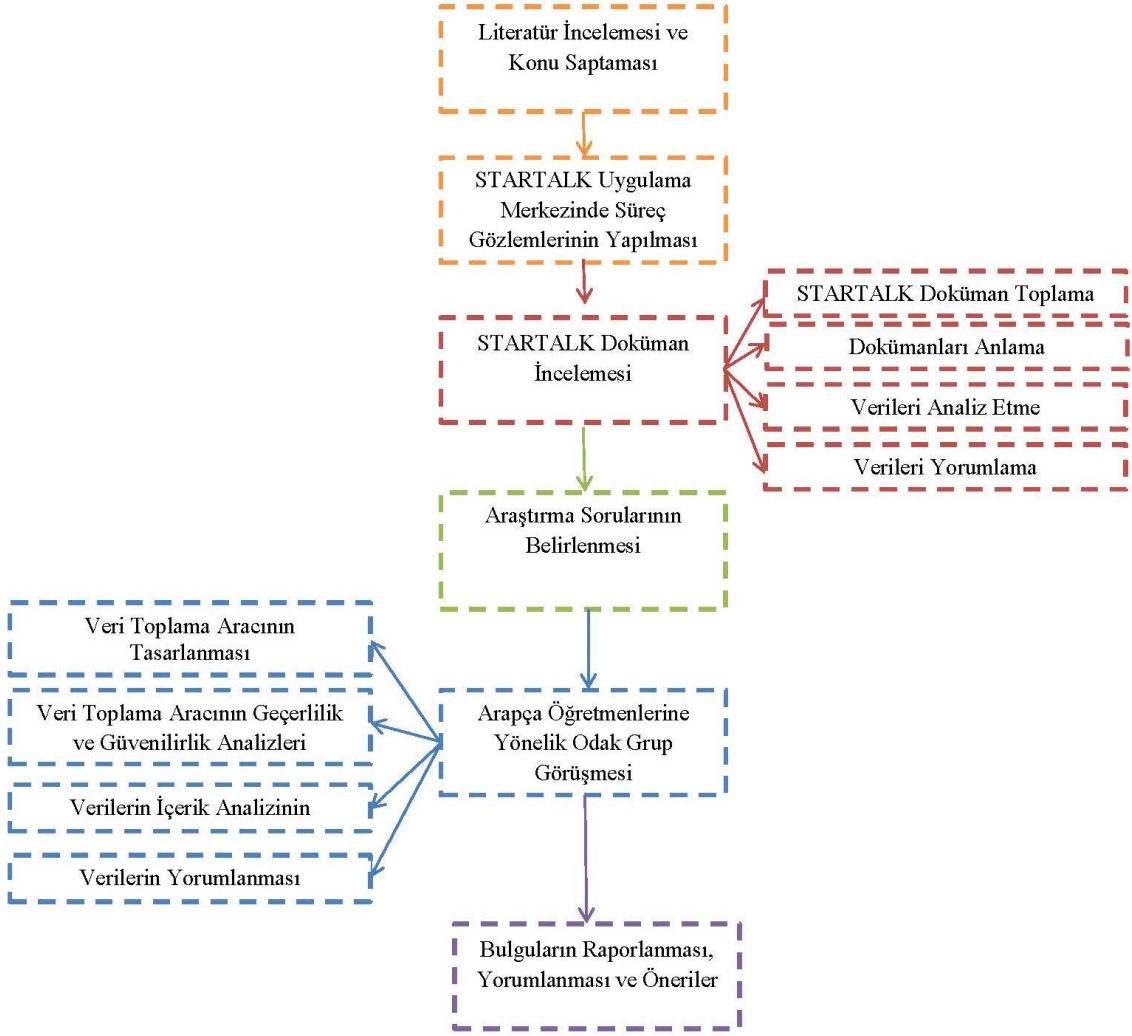 Literatür İncelemesi ve
Konu Saptaması
STARTALK Uygulama
Merkezinde Süreç
Gözlemlerinin Yapılması
STARTALK Doküman
İncelemesi
STARTALK Doküman Toplama
Dokümanları Anlama
Verileri Analiz Etme
Verileri Yorumlama
Araştırma Sorularının
Belirlenmesi
Arapça Öğretmenlerine
Yönelik Odak Grup
Görüşmesi
Veri Toplama Aracının
Tasarlanması
Veri Toplama Aracının Geçerlilik
ve Güvenilirlik Analizleri
Verilerin İçerik Analizinin
Verilerin Yorumlanması
Bulguların Raporlanması,
Yorumlanması ve Öneriler